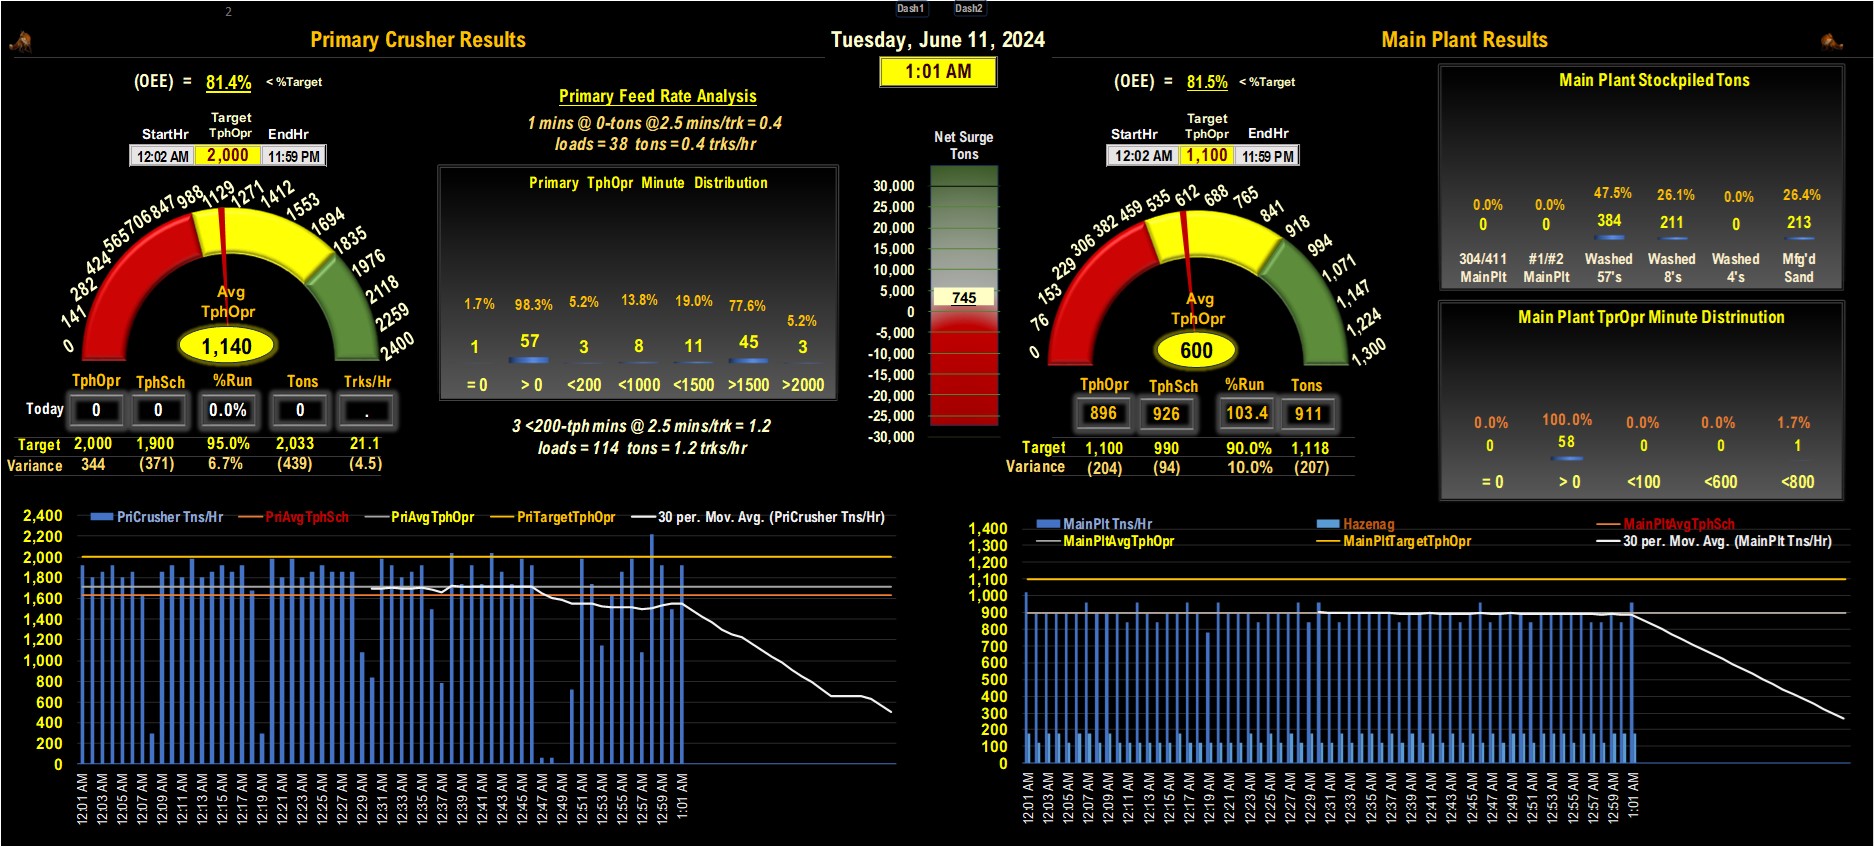 2
Dash1 Dash2
Primary Crusher Results
Tuesday, June 11, 2024
Main Plant Results
1:01 AM
(OEE) = 81.4% < %Target
Target
StartHr TphOpr EndHr
12:02 AM 2,000 11:59 PM
0 141 282 424 565 706 847 988 1129 1271 1412 1553 1694 1835 1976 2118 2259 2400
Avg
TphOpr
1,140
TphOpr TphSch %Run Tons Trks/Hr
Today 0 0 0.0% 0 .
Target 2,000 1,900 95.0% 2,033 21.1
Variance 344 (371) 6.7% (439) (4.5)
Primary Feed Rate Analysis
1 mins @ 0-tons @2.5 mins/trk = 0.4
loads = 38 tons = 0.4 trks/hr
Primary TphOpr Minute Distribution
1.7% 98.3% 5.2% 13.8% 19.0% 77.6% 5.2%
1 57 3 8 11 45 3
= 0 > 0 <200 <1000 <1500 >1500 >2000
3 <200-tph mins @ 2.5 mins/trk = 1.2
loads = 114 tons = 1.2 trks/hr
Net Surge
Tons
30,000
25,000
20,000
15,000
10,000
5,000
745
0
-5,000
-10,000
-15,000
-20,000
-25,000
-30,000
(OEE) = 81.5% < %Target
Target
StartHr TphOpr EndHr
12:02 AM 1,100 11:59 PM
0 76 153 229 306 382 459 535 612 688 765 841 918 994 1,071 1,147 1,224 1,300
Avg
TphOpr
600
TphOpr TphSch %Run Tons
896 926 103.4 911
Target 1,100 990 90.0% 1,118
Variance (204) (94) 10.0% (207)
Main Plant Stockpiled Tons
0.0% 0.0% 47.5% 26.1% 0.0% 26.4%
0 0 384 211 0 213
304/411 #1/#2 Washed Washed Washed Mfg'd
MainPlt MainPlt 57's 8's 4's Sand
Main Plant TprOpr Minute Distrinution
0.0% 100.0% 0.0% 0.0% 1.7%
0 58 0 0 1
= 0 > 0 <100 <600 <800
PriCrusher Tns/Hr PriAvgTphSch PriAvgTphOpr PriTargetTphOpr 30 per. Mov. Avg. (PriCrusher Tns/Hr)
2,400
2,200
2,000
1,800
1,600
1,400
1,200
1,000
800
600
400
200
0
12:01 AM 12:03 AM 12:05 AM 12:07 AM 12:09 AM 12:11 AM 12:13 AM 12:15 AM 12:17 AM 12:19 AM 12:21 AM 12:23 AM 12:25 AM 12:27 AM 12:29 AM 12:31 AM 12:33 AM 12:35 AM 12:37 AM 12:39 AM 12:41 AM 12:43 AM 12:45 AM 12:47 AM 12:49 AM 12:51 AM 12:53 AM 12:55 AM 12:57 AM 12:59 AM 1:01 AM
MainPlt Tns/Hr Hazenag MainPltAvgTphSch
MainPltAvgTphOpr MainPltTargetTphOpr 30 per. Mov. Avg. (MainPlt Tns/Hr)
1,400
1,300
1,200
1,100
1,000
900
800
700
600
500
400
300
200
100
0
12:01 AM 12:03 AM 12:05 AM 12:07 AM 12:09 AM 12:11 AM 12:13 AM 12:15 AM 12:17 AM 12:19 AM 12:21 AM 12:23 AM 12:25 AM 12:27 AM 12:29 AM 12:31 AM 12:33 AM 12:35 AM 12:37 AM 12:39 AM 12:41 AM 12:43 AM 12:45 AM 12:47 AM 12:49 AM 12:51 AM 12:53 AM 12:55 AM 12:57 AM 12:59 AM 1:01 AM